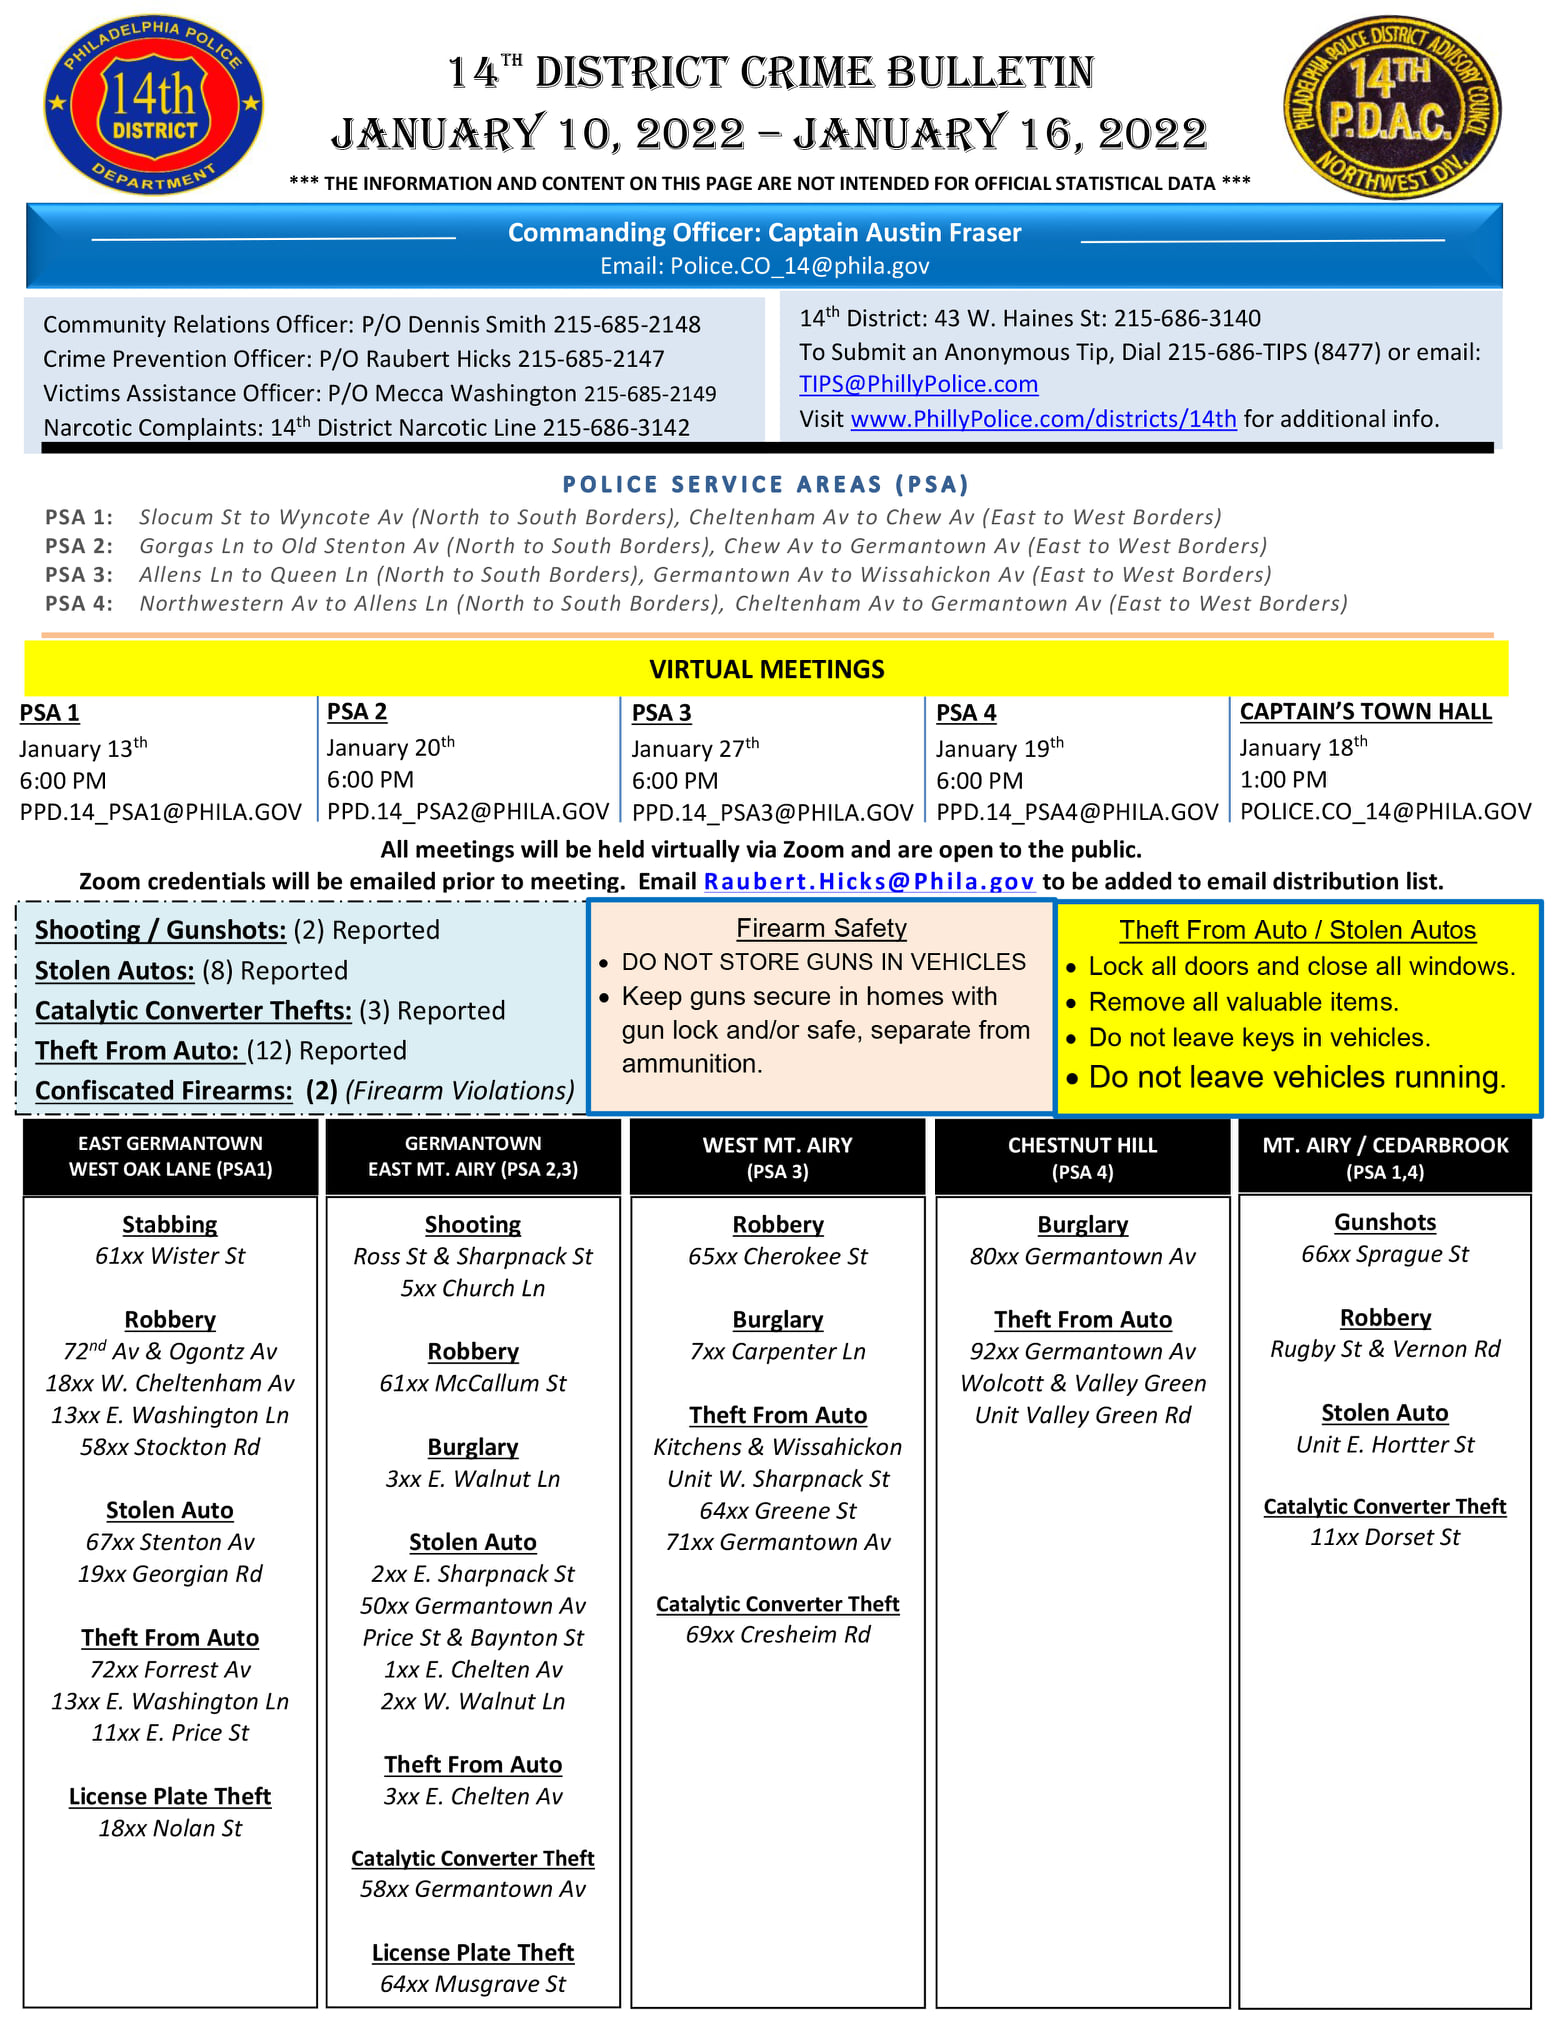 PHILADELPHIA POLICE
14th
DISTRICT
DEPARTMENT
14TH DISTRICT CRIME BULLETIN
JANUARY 10, 2022 – JANUARY 16, 2022
*** THE INFORMATION AND CONTENT ON THIS PAGE ARE NOT INTENDED FOR OFFICIAL STATISTICAL DATA ***
PHILADELPHIA POLICE DISTRICT ADVISORY COUNCIL
14TH
P.D.A.C.
NORTHWEST DIV.
Commanding Officer: Captain Austin Fraser
Email: Police.CO_14@phila.gov
Community Relations Officer: P/O Dennis Smith 215-685-2148
Crime Prevention Officer: P/O Raubert Hicks 215-685-2147
Victims Assistance Officer: P/O Mecca Washington 215-685-2149
Narcotic Complaints: 14th District Narcotic Line 215-686-3142
14th District: 43 W. Haines St: 215-686-3140
To Submit an Anonymous Tip, Dial 215-686-TIPS (8477) or email:
TIPS@PhillyPolice.com
Visit www.PhillyPolice.com/districts/14th for additional info.
POLICE SERVICE AREAS (PSA)
PSA 1: Slocum St to Wyncote Av (North to South Borders), Cheltenham Av to Chew Av (East to West Borders)
PSA 2: Gorgas Ln to Old Stenton Av (North to South Borders), Chew Av to Germantown Av (East to West Borders)
PSA 3: Allens Ln to Queen Ln (North to South Borders), Germantown Av to Wissahickon Av (East to West Borders)
PSA 4: Northwestern Av to Allens Ln (North to South Borders), Cheltenham Av to Germantown Av (East to West Borders)
VIRTUAL MEETINGS
PSA 1
January 13th
6:00 PM
PPD.14_PSA1@PHILA.GOV
PSA 2
January 20th
6:00 PM
PPD.14_PSA2@PHILA.GOV
PSA 3
January 27th
6:00 PM
PPD.14_PSA3@PHILA.GOV
PSA 4
January 19th
6:00 PM
PPD.14_PSA4@PHILA.GOV
CAPTAIN'S TOWN HALL
January 18th
1:00 PM
POLICE.CO_14@PHILA.GOV
All meetings will be held virtually via Zoom and are open to the public.
Zoom credentials will be emailed prior to meeting. Email Raubert.Hicks@Phila.gov to be added to email distribution list.
Shooting / Gunshots: (2) Reported
Stolen Autos: (8) Reported
Catalytic Converter Thefts: (3) Reported
Theft From Auto: (12) Reported
Confiscated Firearms: (2) (Firearm Violations)
Firearm Safety
• DO NOT STORE GUNS IN VEHICLES
• Keep guns secure in homes with
gun lock and/or safe, separate from
ammunition.
Theft From Auto / Stolen Autos
• Lock all doors and close all windows.
• Remove all valuable items.
• Do not leave keys in vehicles.
• Do not leave vehicles running.
EAST GERMANTOWN
WEST OAK LANE (PSA1)
Stabbing
61xx Wister St
Robbery
72nd Av & Ogontz Av
18xx W. Cheltenham Av
13xx E. Washington Ln
58xx Stockton Rd
Stolen Auto
67xx Stenton Av
19xx Georgian Rd
Theft From Auto
72xx Forrest Av
13xx E. Washington Ln
11xx E. Price St
License Plate Theft
18xx Nolan St
GERMANTOWN
EAST MT. AIRY (PSA 2,3)
Shooting
Ross St & Sharpnack St
5xx Church Ln
Robbery
61xx McCallum St
Burglary
3xx E. Walnut Ln
Stolen Auto
2xx E. Sharpnack St
50xx Germantown Av
Price St & Baynton St
1xx E. Chelten Av
2xx W. Walnut Ln
Theft From Auto
3xx E. Chelten Av
Catalytic Converter Theft
58xx Germantown Av
License Plate Theft
64xx Musgrave St
WEST MT. AIRY
(PSA 3)
Robbery
65xx Cherokee St
Burglary
7xx Carpenter Ln
Theft From Auto
Kitchens & Wissahickon
Unit W. Sharpnack St
64xx Greene St
71xx Germantown Av
Catalytic Converter Theft
69xx Cresheim Rd
CHESTNUT HILL
(PSA 4)
Burglary
80xx Germantown Av
Theft From Auto
92xx Germantown Av
Wolcott & Valley Green
Unit Valley Green Rd
MT. AIRY / CEDARBROOK
(PSA 1,4)
Gunshots
66xx Sprague St
Robbery
Rugby St & Vernon Rd
Stolen Auto
Unit E. Hortter St
Catalytic Converter Theft
11xx Dorset St